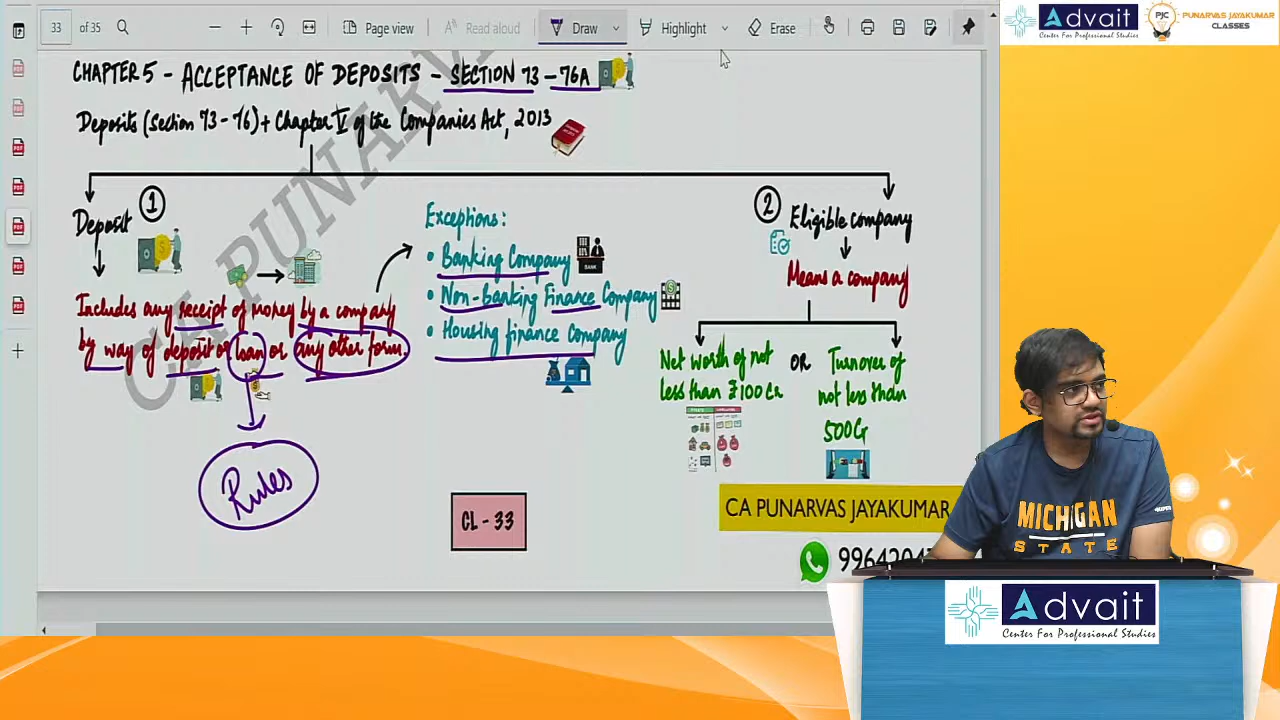 33 of 35 Page view Read aloud Draw Highlight Erase
Advait
Center For Professional Studies
PJC
PUNARVAS JAYAKUMAR
CLASSES
CHAPTER 5 - ACCEPTANCE OF DEPOSITS - SECTION 73 - 76A
Deposits (Section 73 - 76) + Chapter V of the Companies Act, 2013
CA PUNARV
Deposit 1
Includes any receipt of money by a company
by way of deposit or loan or any other form.
Rules
Exceptions:
• Banking Company
BANK
• Non-Banking Finance Company
• Housing finance Company
CL - 33
2 Eligible company
Means a company
Net worth of not
less than ₹100 Cr
OR
Turnover of
not less than
500Cr
CA PUNARVAS JAYAKUMAR
MICHIGAN
STATE
Advait
Center For Professional Studies